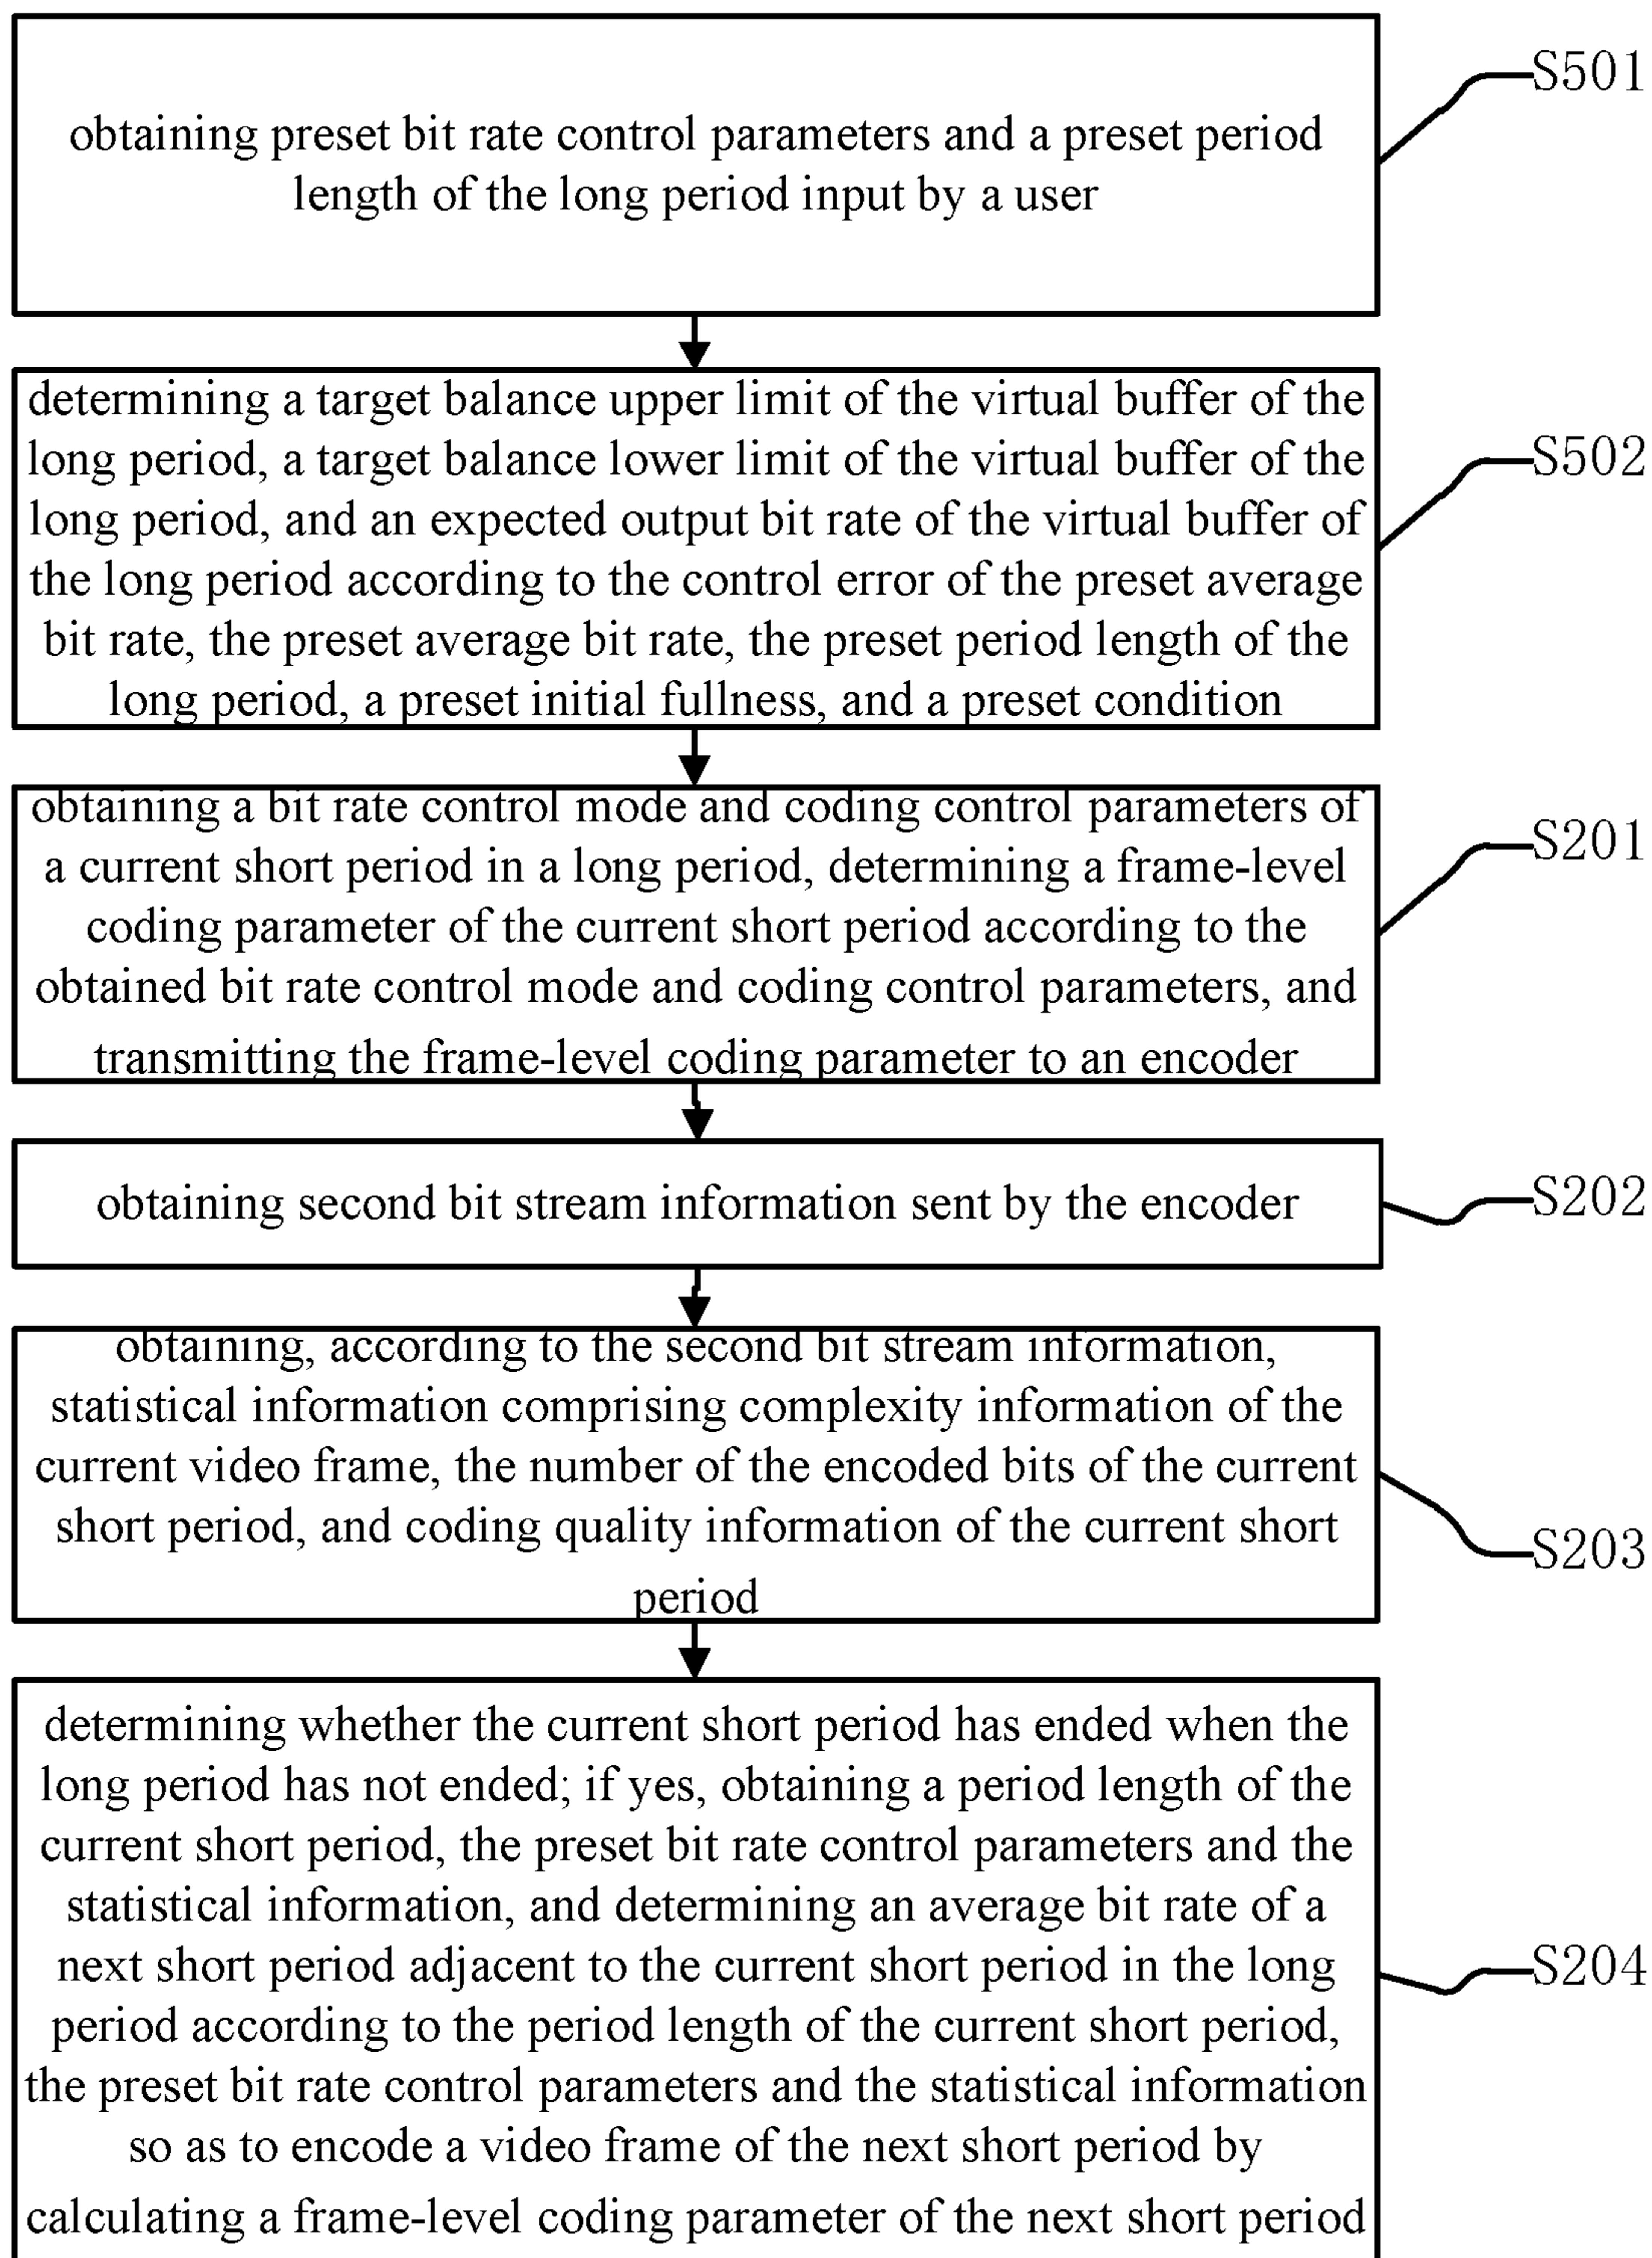 obtaining preset bit rate control parameters and a preset period
length of the long period input by a user
S501
determining a target balance upper limit of the virtual buffer of the
long period, a target balance lower limit of the virtual buffer of the
long period, and an expected output bit rate of the virtual buffer of
the long period according to the control error of the preset average
bit rate, the preset average bit rate, the preset period length of the
long period, a preset initial fullness, and a preset condition
S502
obtaining a bit rate control mode and coding control parameters of
a current short period in a long period, determining a frame-level
coding parameter of the current short period according to the
obtained bit rate control mode and coding control parameters, and
transmitting the frame-level coding parameter to an encoder
S201
obtaining second bit stream information sent by the encoder
S202
obtaining, according to the second bit stream information,
statistical information comprising complexity information of the
current video frame, the number of the encoded bits of the current
short period, and coding quality information of the current short
period
S203
determining whether the current short period has ended when the
long period has not ended; if yes, obtaining a period length of the
current short period, the preset bit rate control parameters and the
statistical information, and determining an average bit rate of a
next short period adjacent to the current short period in the long
period according to the period length of the current short period,
the preset bit rate control parameters and the statistical information
so as to encode a video frame of the next short period by
calculating a frame-level coding parameter of the next short period
S204